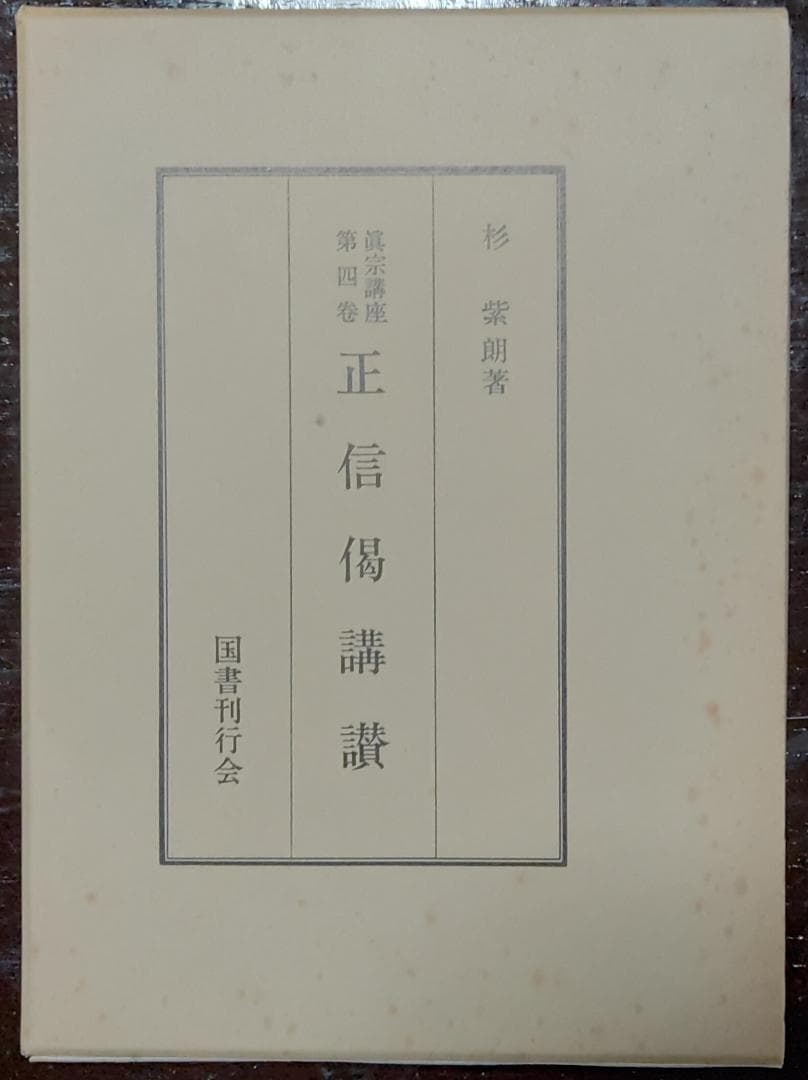 杉紫朗著
眞宗講座
第四卷
正信偈講讃
国書刊行会